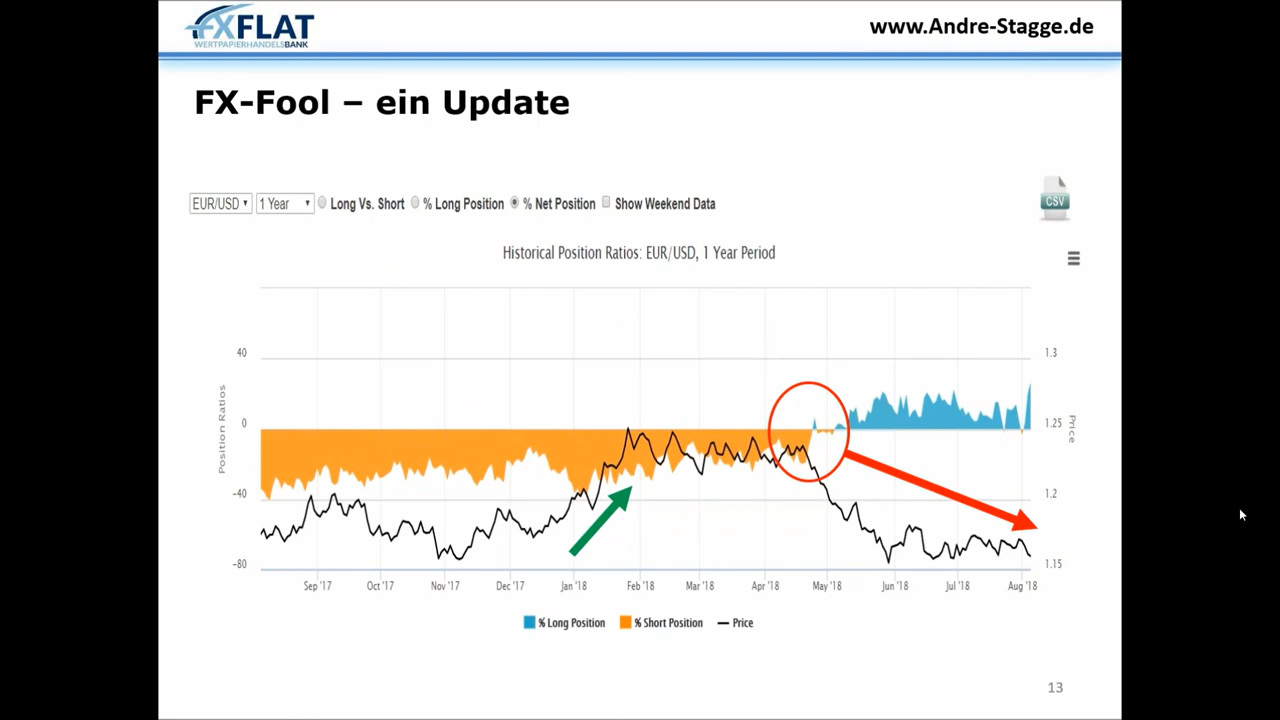 FXFLAT
WERTPAPIERHANDELSBANK
www.Andre-Stagge.de
FX-Fool – ein Update
EUR/USD 1 Year Long Vs. Short % Long Position % Net Position Show Weekend Data
CSV
Historical Position Ratios: EUR/USD, 1 Year Period
Position Ratios
40
0
−40
−80
1.3
1.25
1.2
1.15
Price
Sep '17 Oct '17 Nov '17 Dec '17 Jan '18 Feb '18 Mar '18 Apr '18 May '18 Jun '18 Jul '18 Aug '18
% Long Position % Short Position Price
13